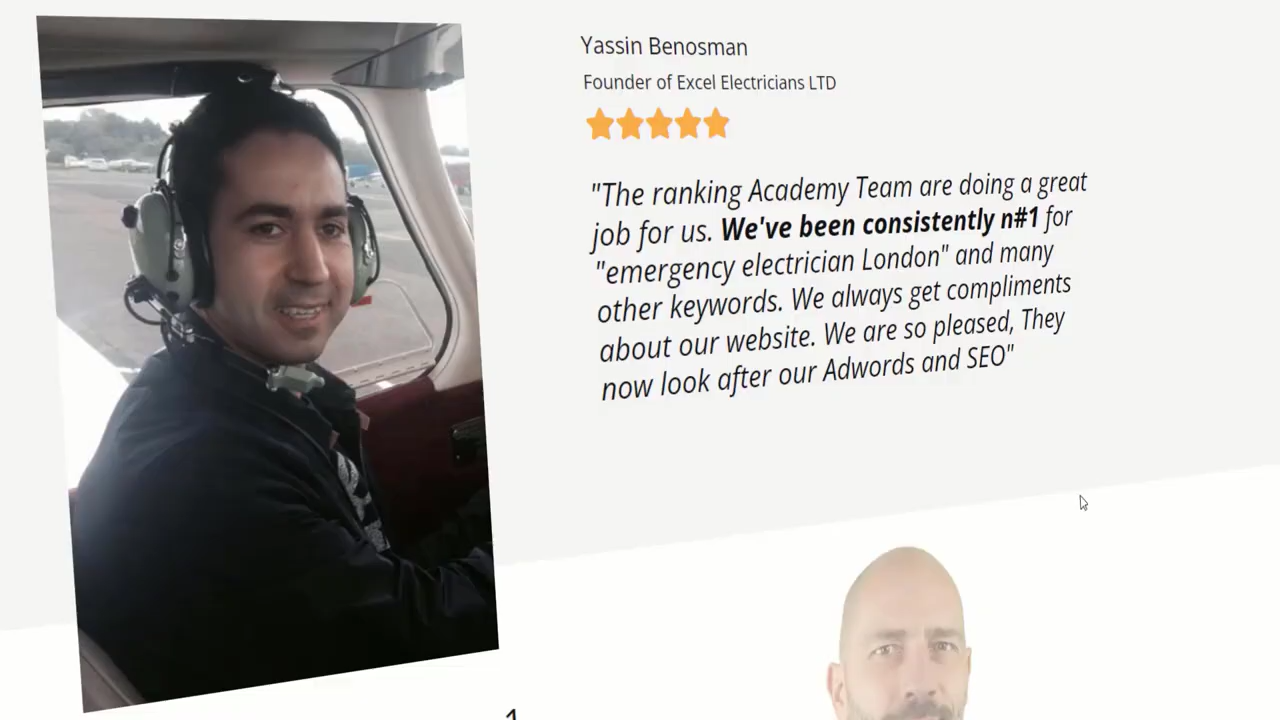 Yassin Benosman
Founder of Excel Electricians LTD
"The ranking Academy Team are doing a great
job for us. We've been consistently n#1 for
"emergency electrician London" and many
other keywords. We always get compliments
about our website. We are so pleased, They
now look after our Adwords and SEO"
1